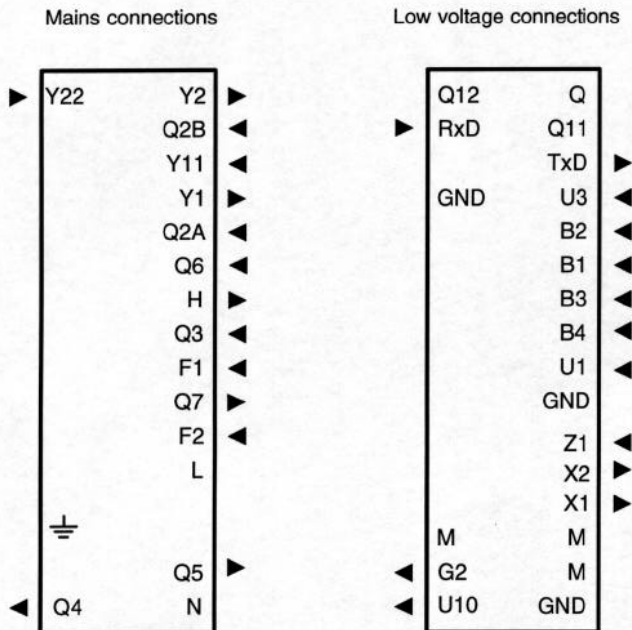 Mains connections
Low voltage connections
Y22 Y2
Q2B
Y11
Y1
Q2A
Q6
H
Q3
F1
Q7
F2
L
Q5
Q4 N
Q12 Q
RxD Q11
TxD
GND U3
B2
B1
B3
B4
U1
GND
Z1
X2
X1
M M
G2 M
U10 GND